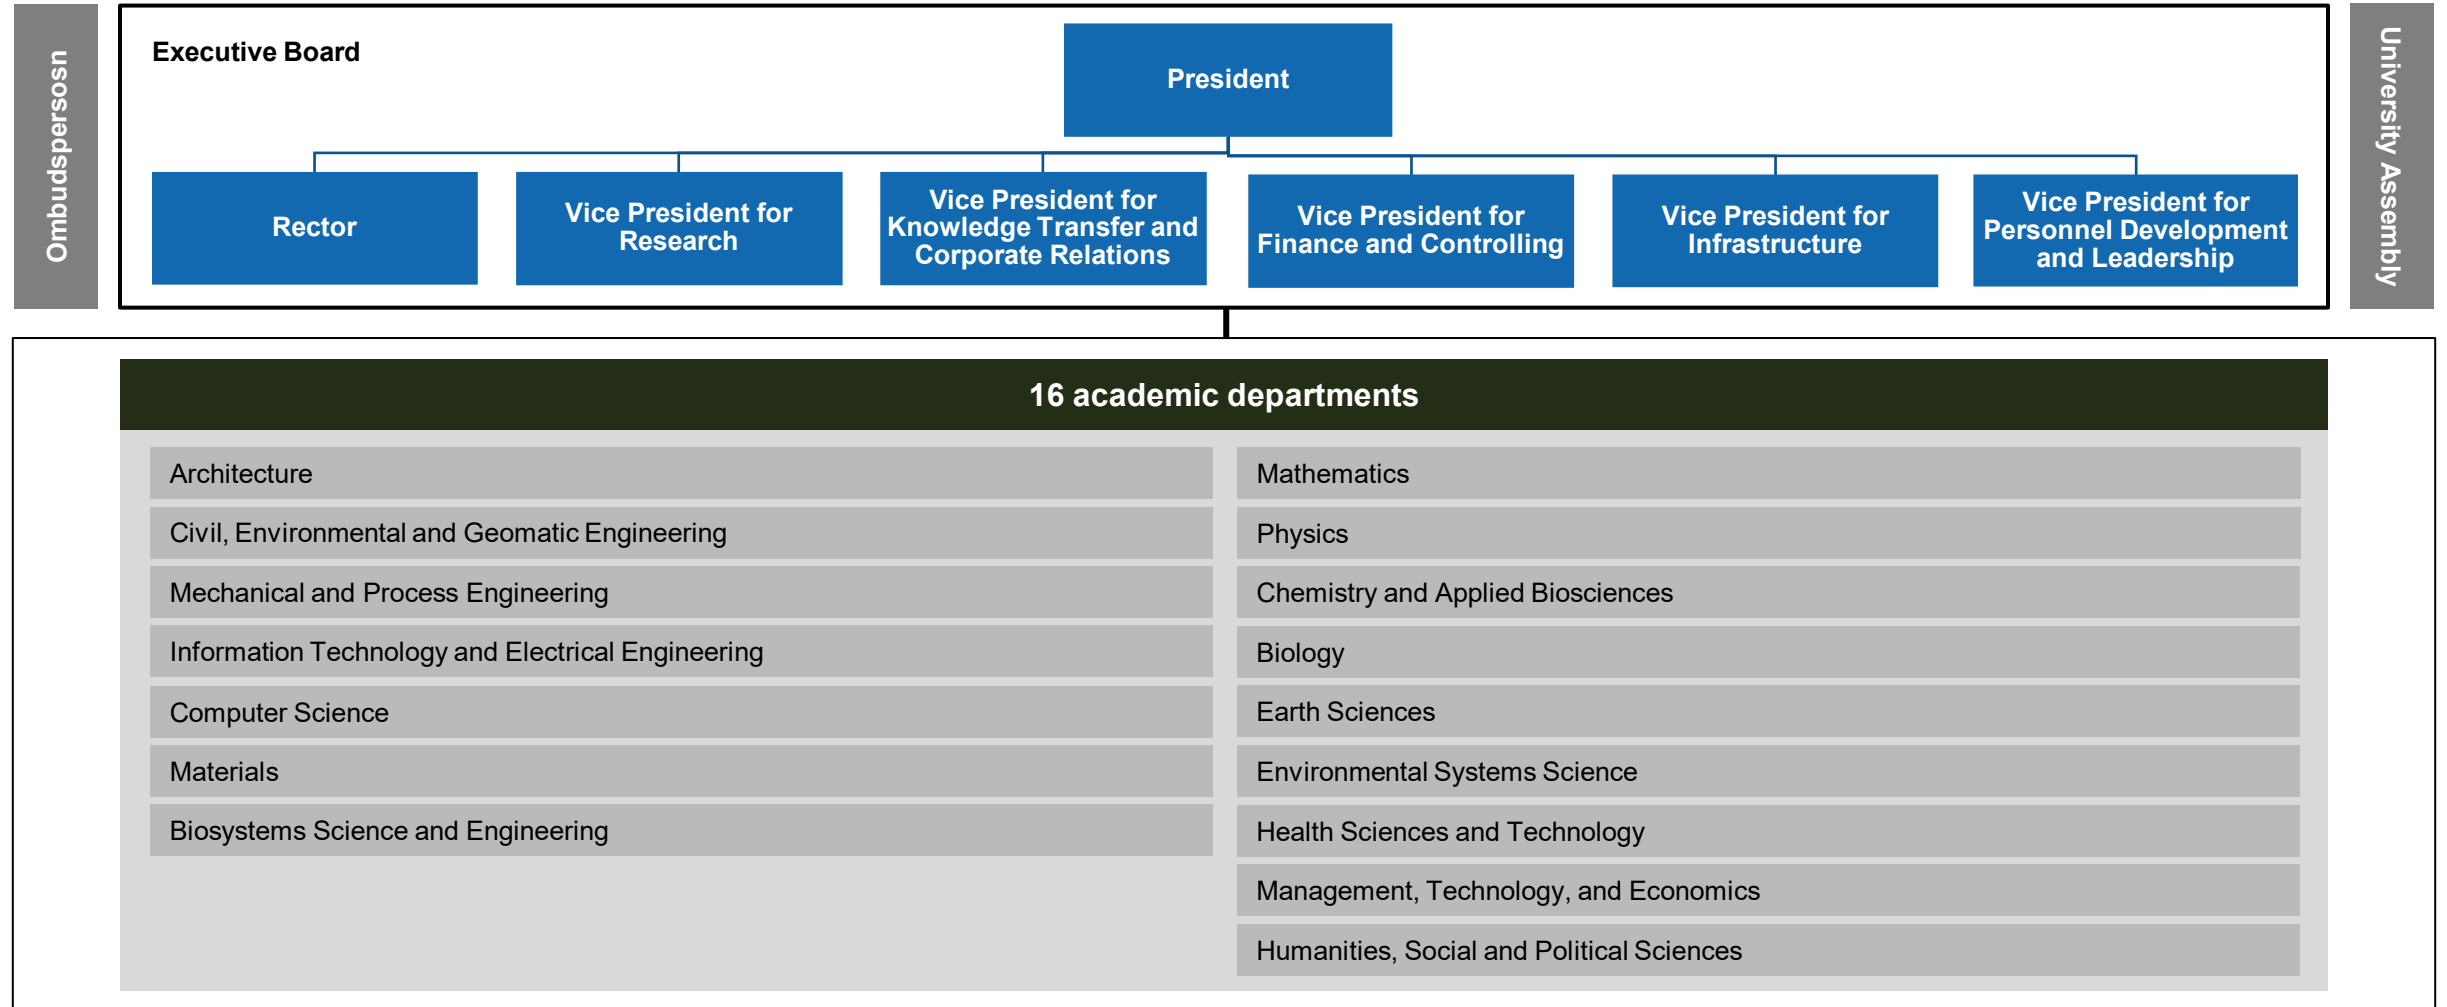 Ombudspersosn
Executive Board
President
University Assembly
Rector
Vice President for
Research
Vice President for
Knowledge Transfer and
Corporate Relations
Vice President for
Finance and Controlling
Vice President for
Infrastructure
Vice President for
Personnel Development
and Leadership
16 academic departments
Architecture
Civil, Environmental and Geomatic Engineering
Mechanical and Process Engineering
Information Technology and Electrical Engineering
Computer Science
Materials
Biosystems Science and Engineering
Mathematics
Physics
Chemistry and Applied Biosciences
Biology
Earth Sciences
Environmental Systems Science
Health Sciences and Technology
Management, Technology, and Economics
Humanities, Social and Political Sciences